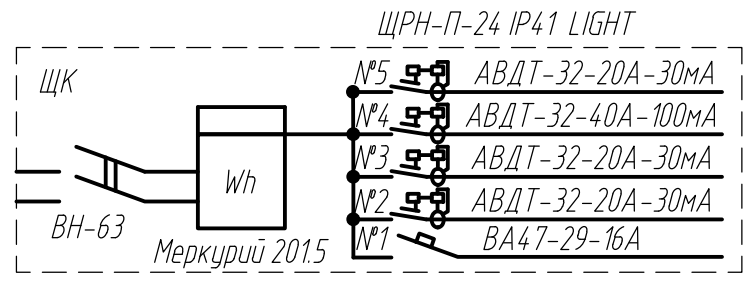 ЩРН-П-24 IP41 LIGHT
ЩК
№5 АВДТ-32-20А-30мА
№4 АВДТ-32-40А-100мА
№3 АВДТ-32-20А-30мА
№2 АВДТ-32-20А-30мА
№1 ВА47-29-16А
Wh
ВН-63
Меркурий 201.5